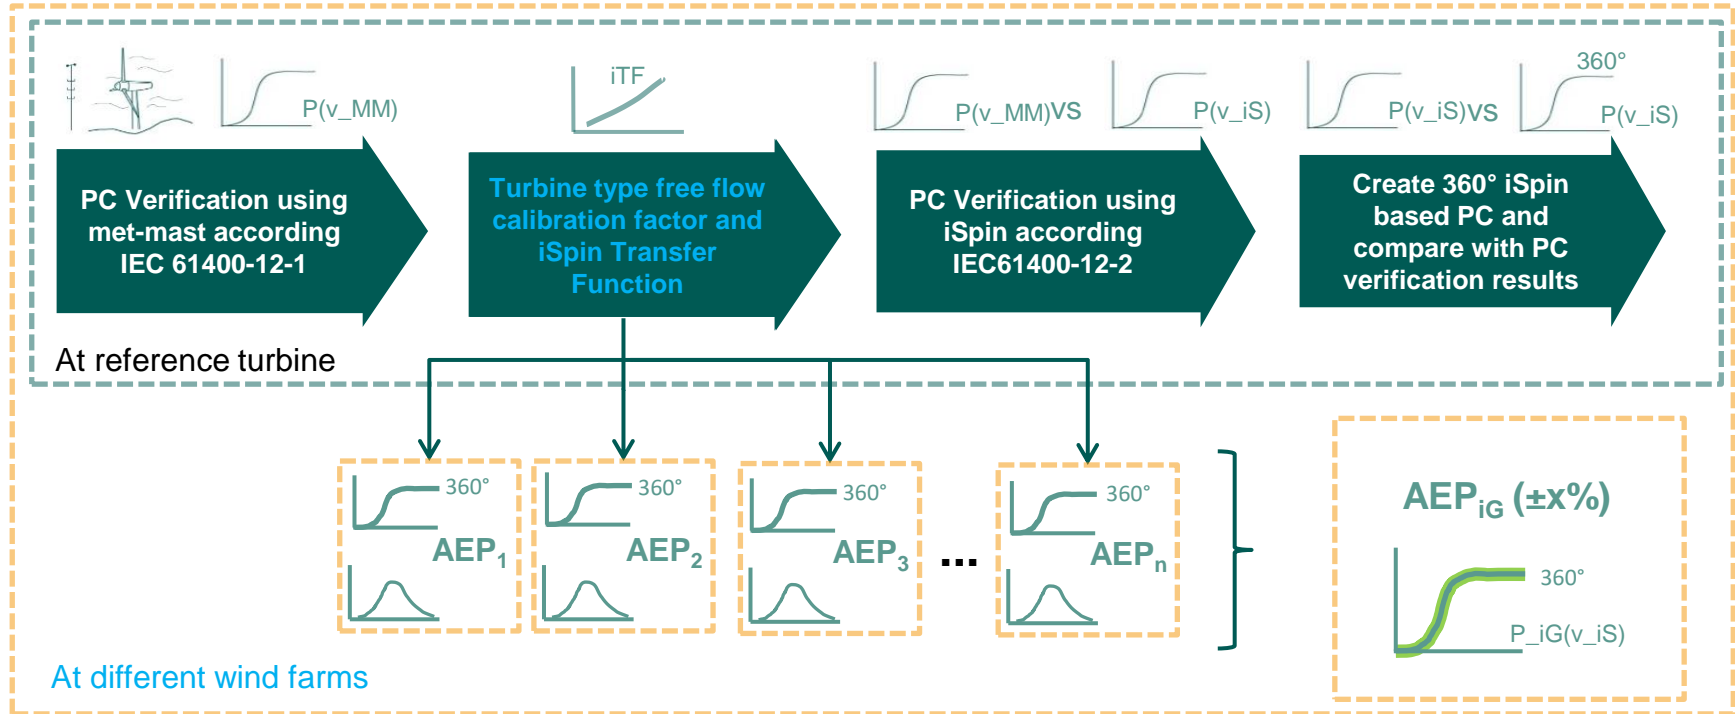 P(v_MM)
iTF
P(v_MM)vs
P(v_iS)
P(v_iS)vs
360°
P(v_iS)
PC Verification using
met-mast according
IEC 61400-12-1
Turbine type free flow
calibration factor and
iSpin Transfer
Function
PC Verification using
iSpin according
IEC61400-12-2
Create 360° iSpin
based PC and
compare with PC
verification results
At reference turbine
360°
AEP1
360°
AEP2
360°
AEP3
...
360°
AEPn
AEPiG (±x%)
360°
P_iG(v_iS)
At different wind farms